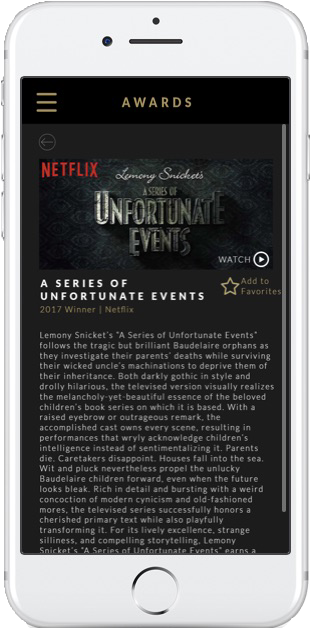 AWARDS
NETFLIX
Lemony Snicket's
A SERIES OF
UNFORTUNATE
EVENTS
WATCH
A SERIES OF
UNFORTUNATE EVENTS
Add to
Favorites
2017 Winner | Netflix
Lemony Snicket's "A Series of Unfortunate Events"
follows the tragic but brilliant Baudelaire orphans as
they investigate their parents' deaths while surviving
their wicked uncle's machinations to deprive them of
their inheritance. Both darkly gothic in style and
drolly hilarious, the televised version visually realizes
the melancholy-yet-beautiful essence of the beloved
children's book series on which it is based. With a
raised eyebrow or outrageous remark, the
accomplished cast owns every scene, resulting in
performances that wryly acknowledge children's
intelligence instead of sentimentalizing it. Parents
die. Caretakers disappoint. Houses fall into the sea.
Wit and pluck nevertheless propel the unlucky
Baudelaire children forward, even when the future
looks bleak. Rich in detail and bursting with a weird
concoction of modern cynicism and old-fashioned
mores, the televised series successfully honors a
cherished primary text while also playfully
transforming it. For its lively excellence, strange
silliness, and compelling storytelling, Lemony
Snicket's "A Series of Unfortunate Events" earns a